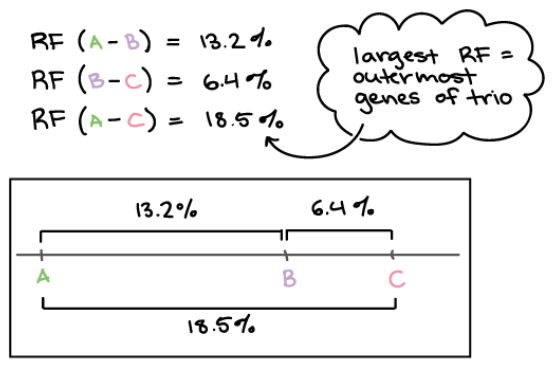 RF (A-B) = 13.2%
RF (B-C) = 6.4%
RF (A-C) = 18.5%
largest RF =
outermost
genes of trio
13.2%
6.4%
A
B
C
18.5%